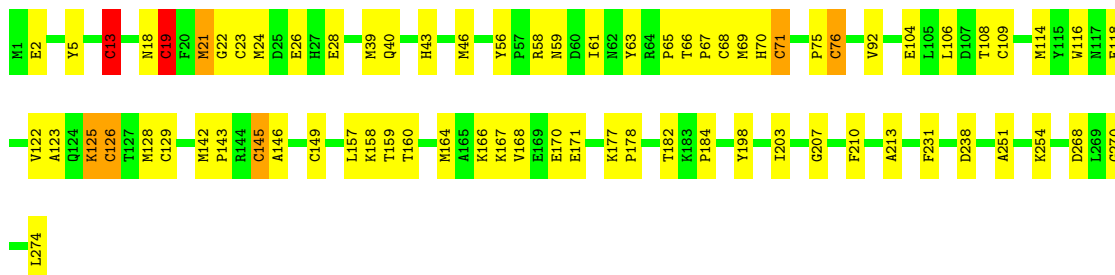 M1 E2 Y5 C13 N18 C19 F20 M21 G22 C23 M24 D25 E26 H27 E28 M39 Q40 H43 M46 Y56 P57 R58 N59 D60 I61 N62 Y63 R64 P65 T66 P67 C68 M69 H70 C71 P75 C76 V92 E104 L105 L106 D107 T108 C109 M114 Y115 W116 N117
V122 A123 Q124 K125 C126 T127 M128 C129 M142 P143 R144 C145 A146 C149 L157 K158 T159 T160 M164 A165 K166 K167 V168 E169 E170 E171 K177 P178 T182 K183 P184 Y198 I203 G207 F210 A213 F231 D238 A251 K254 D268 L269
L274